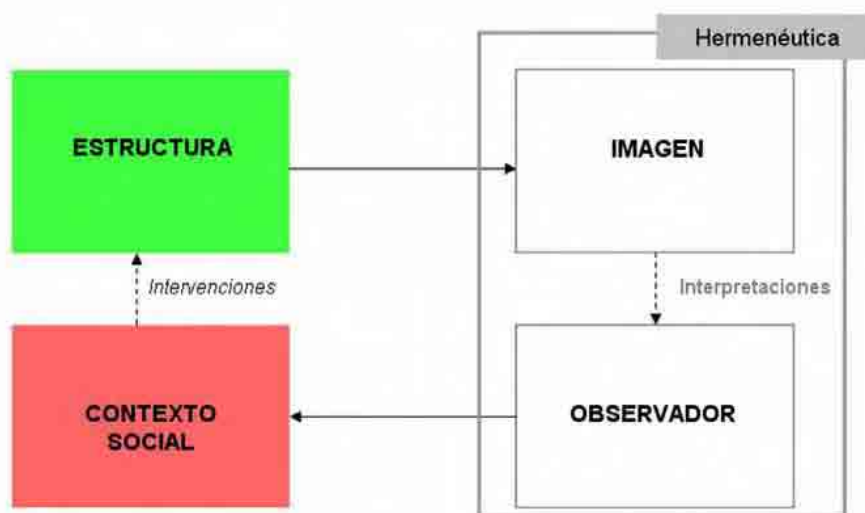 Hermenéutica
ESTRUCTURA
IMAGEN
Intervenciones
Interpretaciones
CONTEXTO
SOCIAL
OBSERVADOR